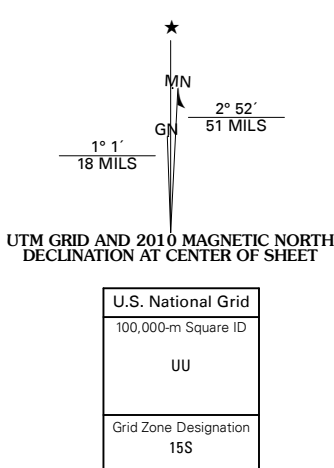 ★
MN
2° 52´
51 MILS
GN
1° 1´
18 MILS
UTM GRID AND 2010 MAGNETIC NORTH
DECLINATION AT CENTER OF SHEET
U.S. National Grid
100,000-m Square ID
UU
Grid Zone Designation
15S